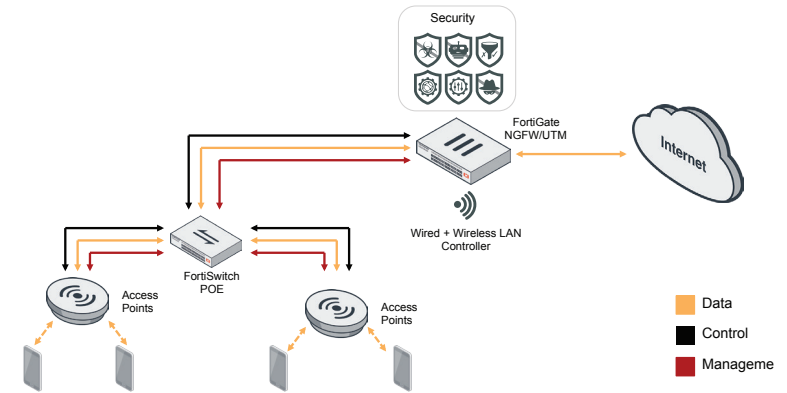 Security
FortiGate
NGFW/UTM
Internet
Wired + Wireless LAN
Controller
FortiSwitch
POE
Access
Points
Access
Points
Data
Control
Manageme